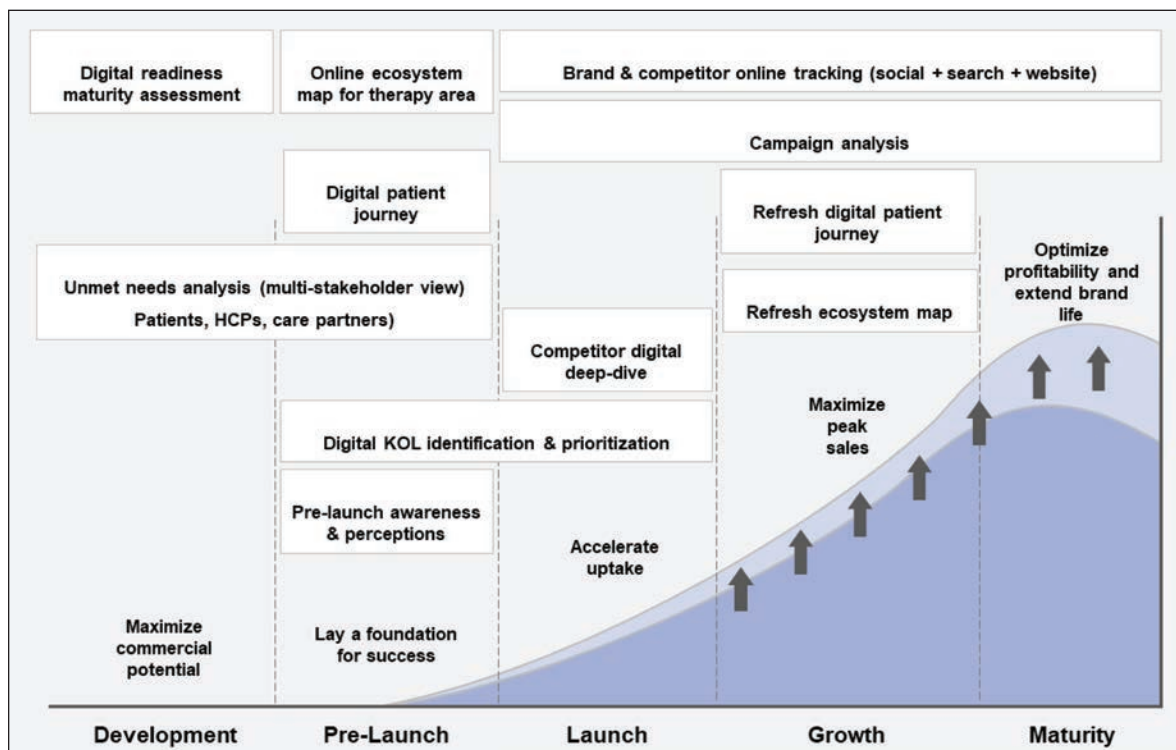 Digital readiness
maturity assessment
Online ecosystem
map for therapy area
Brand & competitor online tracking (social + search + website)
Campaign analysis
Digital patient
journey
Refresh digital patient
journey
Optimize
profitability and
extend brand
life
Unmet needs analysis (multi-stakeholder view)
Patients, HCPs, care partners)
Refresh ecosystem map
Competitor digital
deep-dive
Maximize
peak
sales
Digital KOL identification & prioritization
Pre-launch awareness
& perceptions
Accelerate
uptake
Maximize
commercial
potential
Lay a foundation
for success
Development
Pre-Launch
Launch
Growth
Maturity